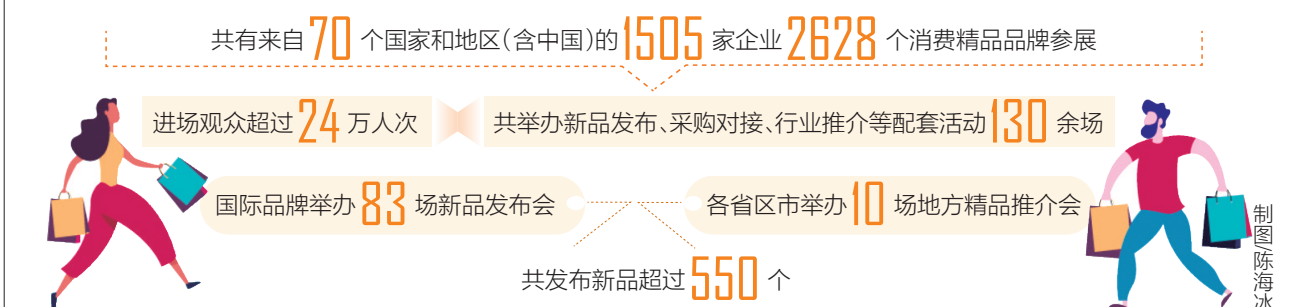 共有来自70个国家和地区(含中国)的1505家企业2628个消费精品品牌参展
进场观众超过24万人次
共举办新品发布、采购对接、行业推介等配套活动130余场
国际品牌举办83场新品发布会
各省区市举办10场地方精品推介会
共发布新品超过550个
制图/陈海冰